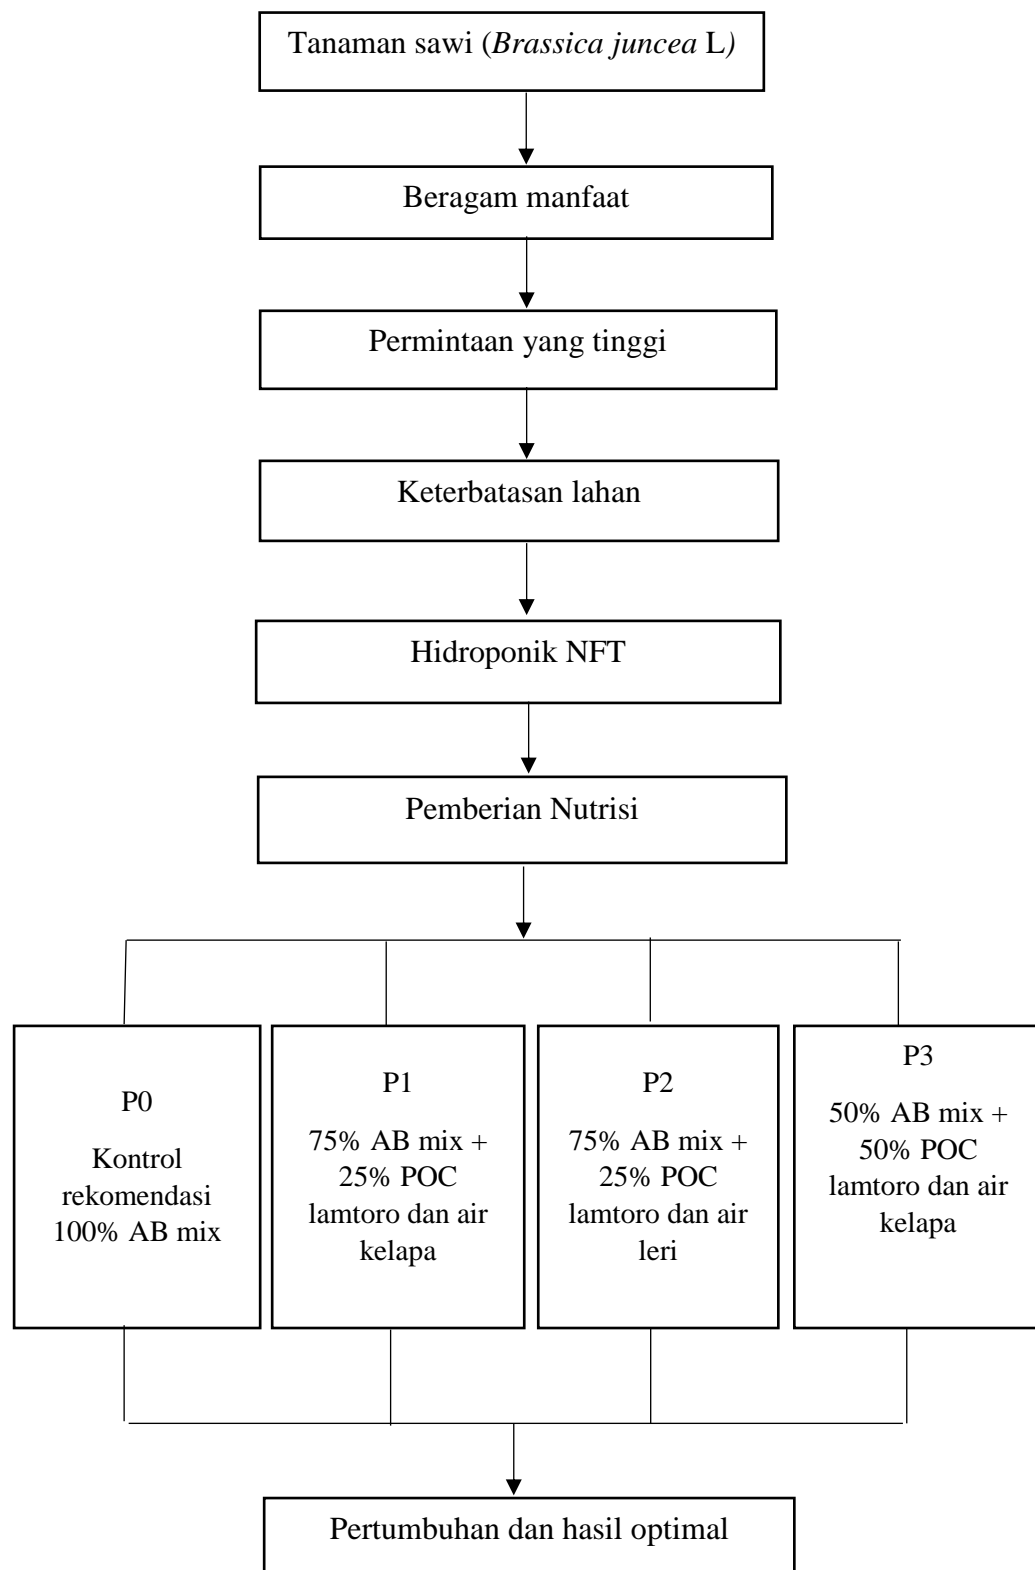 Tanaman sawi (Brassica juncea L)
Beragam manfaat
Permintaan yang tinggi
Keterbatasan lahan
Hidroponik NFT
Pemberian Nutrisi
P0
Kontrol
rekomendasi
100% AB mix
P1
75% AB mix +
25% POC
lamtoro dan air
kelapa
P2
75% AB mix +
25% POC
lamtoro dan air
leri
P3
50% AB mix +
50% POC
lamtoro dan air
kelapa
Pertumbuhan dan hasil optimal